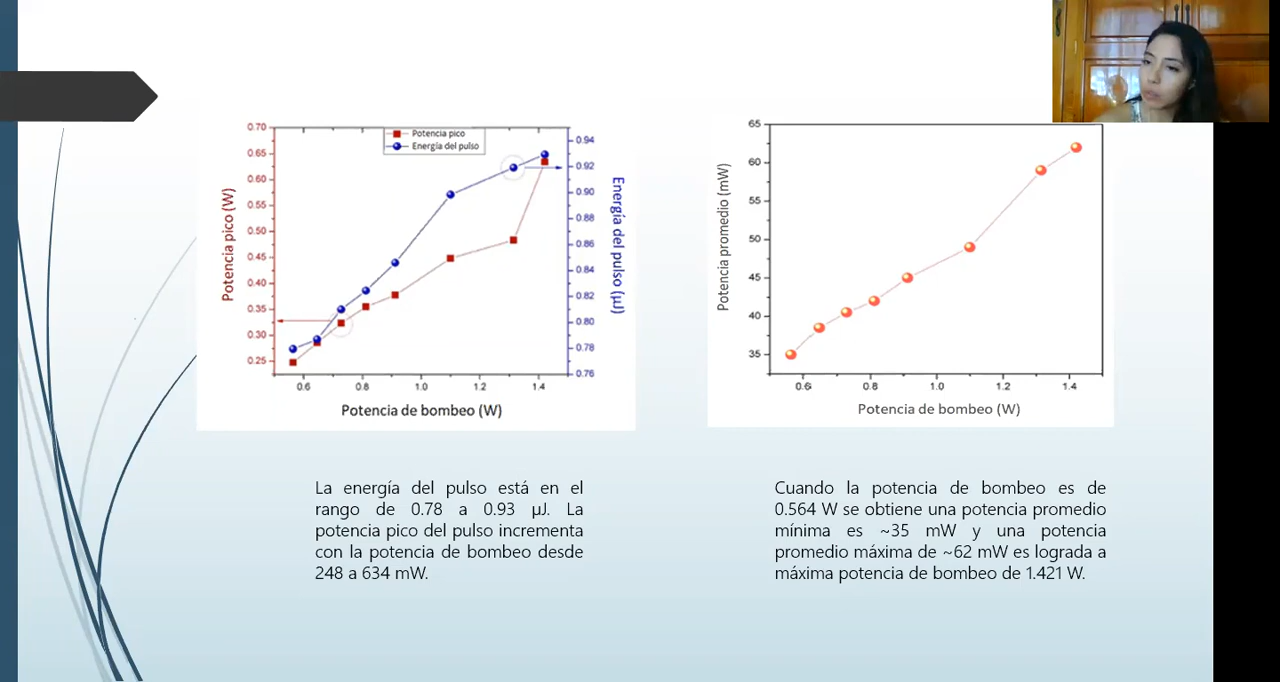 Potencia pico
Energía del pulso
0.70
0.65
0.60
0.55
0.50
0.45
0.40
0.35
0.30
0.25
Potencia pico (W)
0.94
0.92
0.90
0.88
0.86
0.84
0.82
0.80
0.78
0.76
Energía del pulso (µJ)
0.6 0.8 1.0 1.2 1.4
Potencia de bombeo (W)
65
60
55
50
45
40
35
Potencia promedio (mW)
0.6 0.8 1.0 1.2 1.4
Potencia de bombeo (W)
La energía del pulso está en el
rango de 0.78 a 0.93 µJ. La
potencia pico del pulso incrementa
con la potencia de bombeo desde
248 a 634 mW.
Cuando la potencia de bombeo es de
0.564 W se obtiene una potencia promedio
mínima es ~35 mW y una potencia
promedio máxima de ~62 mW es lograda a
máxima potencia de bombeo de 1.421 W.